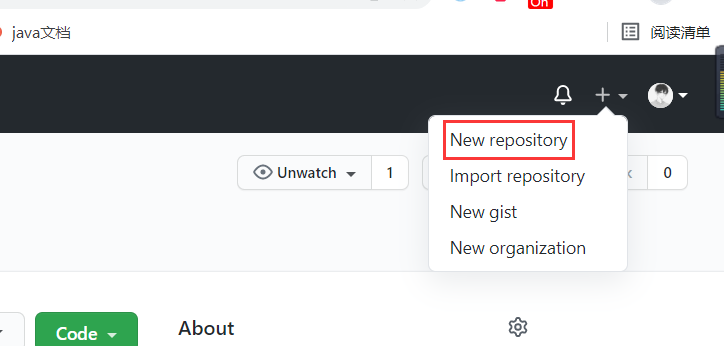 On
java文档
阅读清单
New repository
Unwatch
1
Import repository
0
New gist
New organization
Code
About